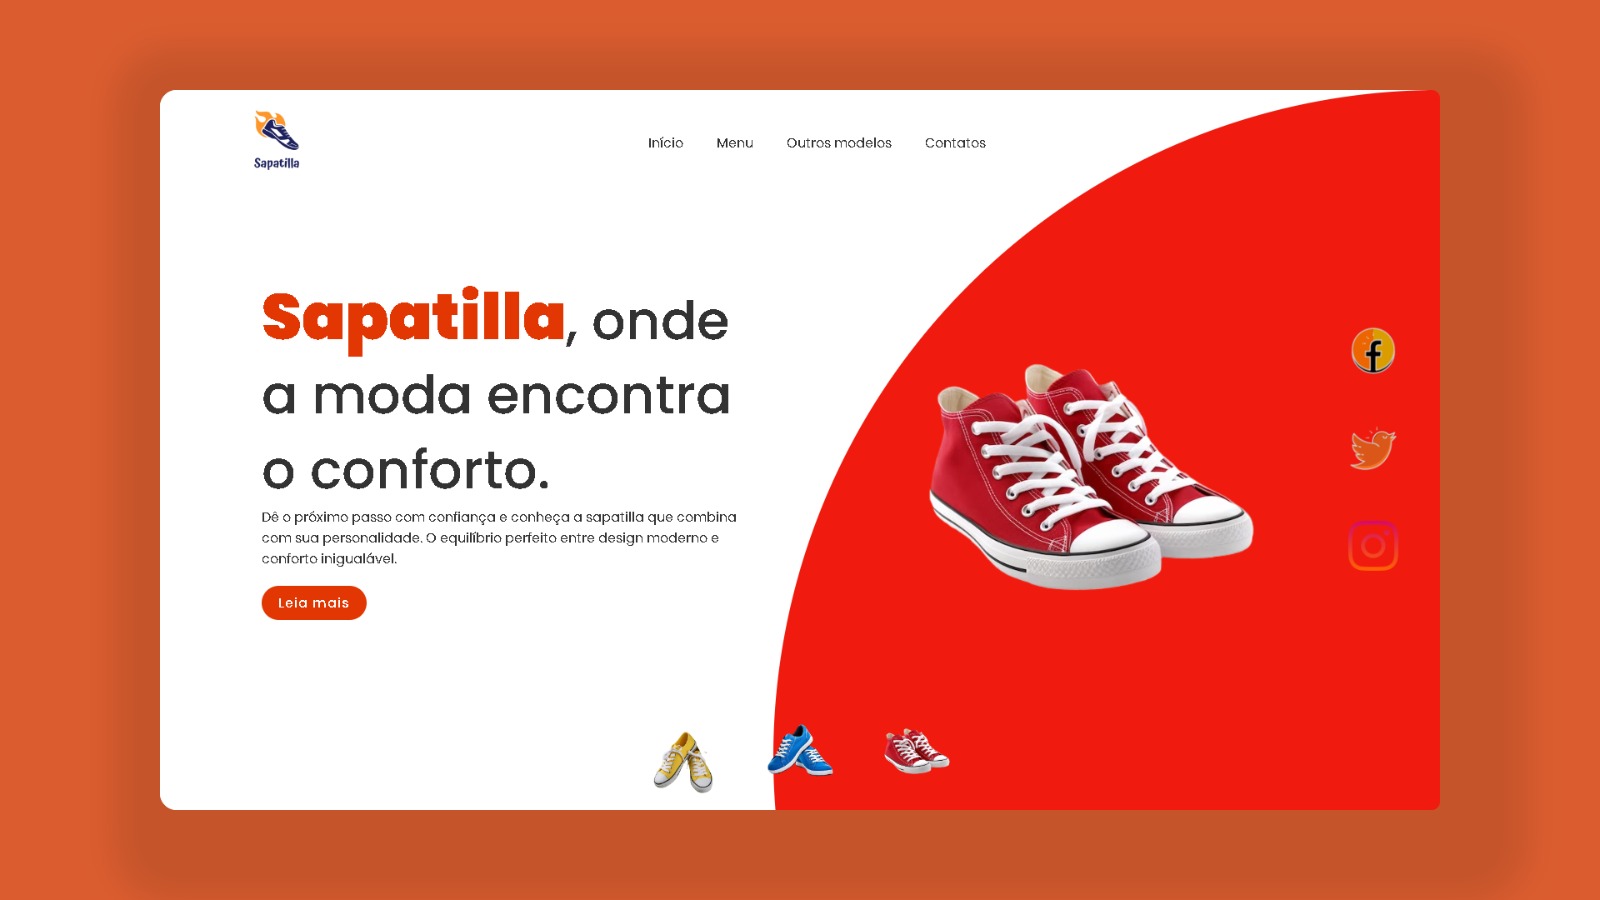 Sapatilla
Início Menu Outros modelos Contatos
Sapatilla, onde
a moda encontra
o conforto.
Dê o próximo passo com confiança e conheça a sapatilla que combina
com sua personalidade. O equilíbrio perfeito entre design moderno e
conforto inigualável.
Leia mais
f